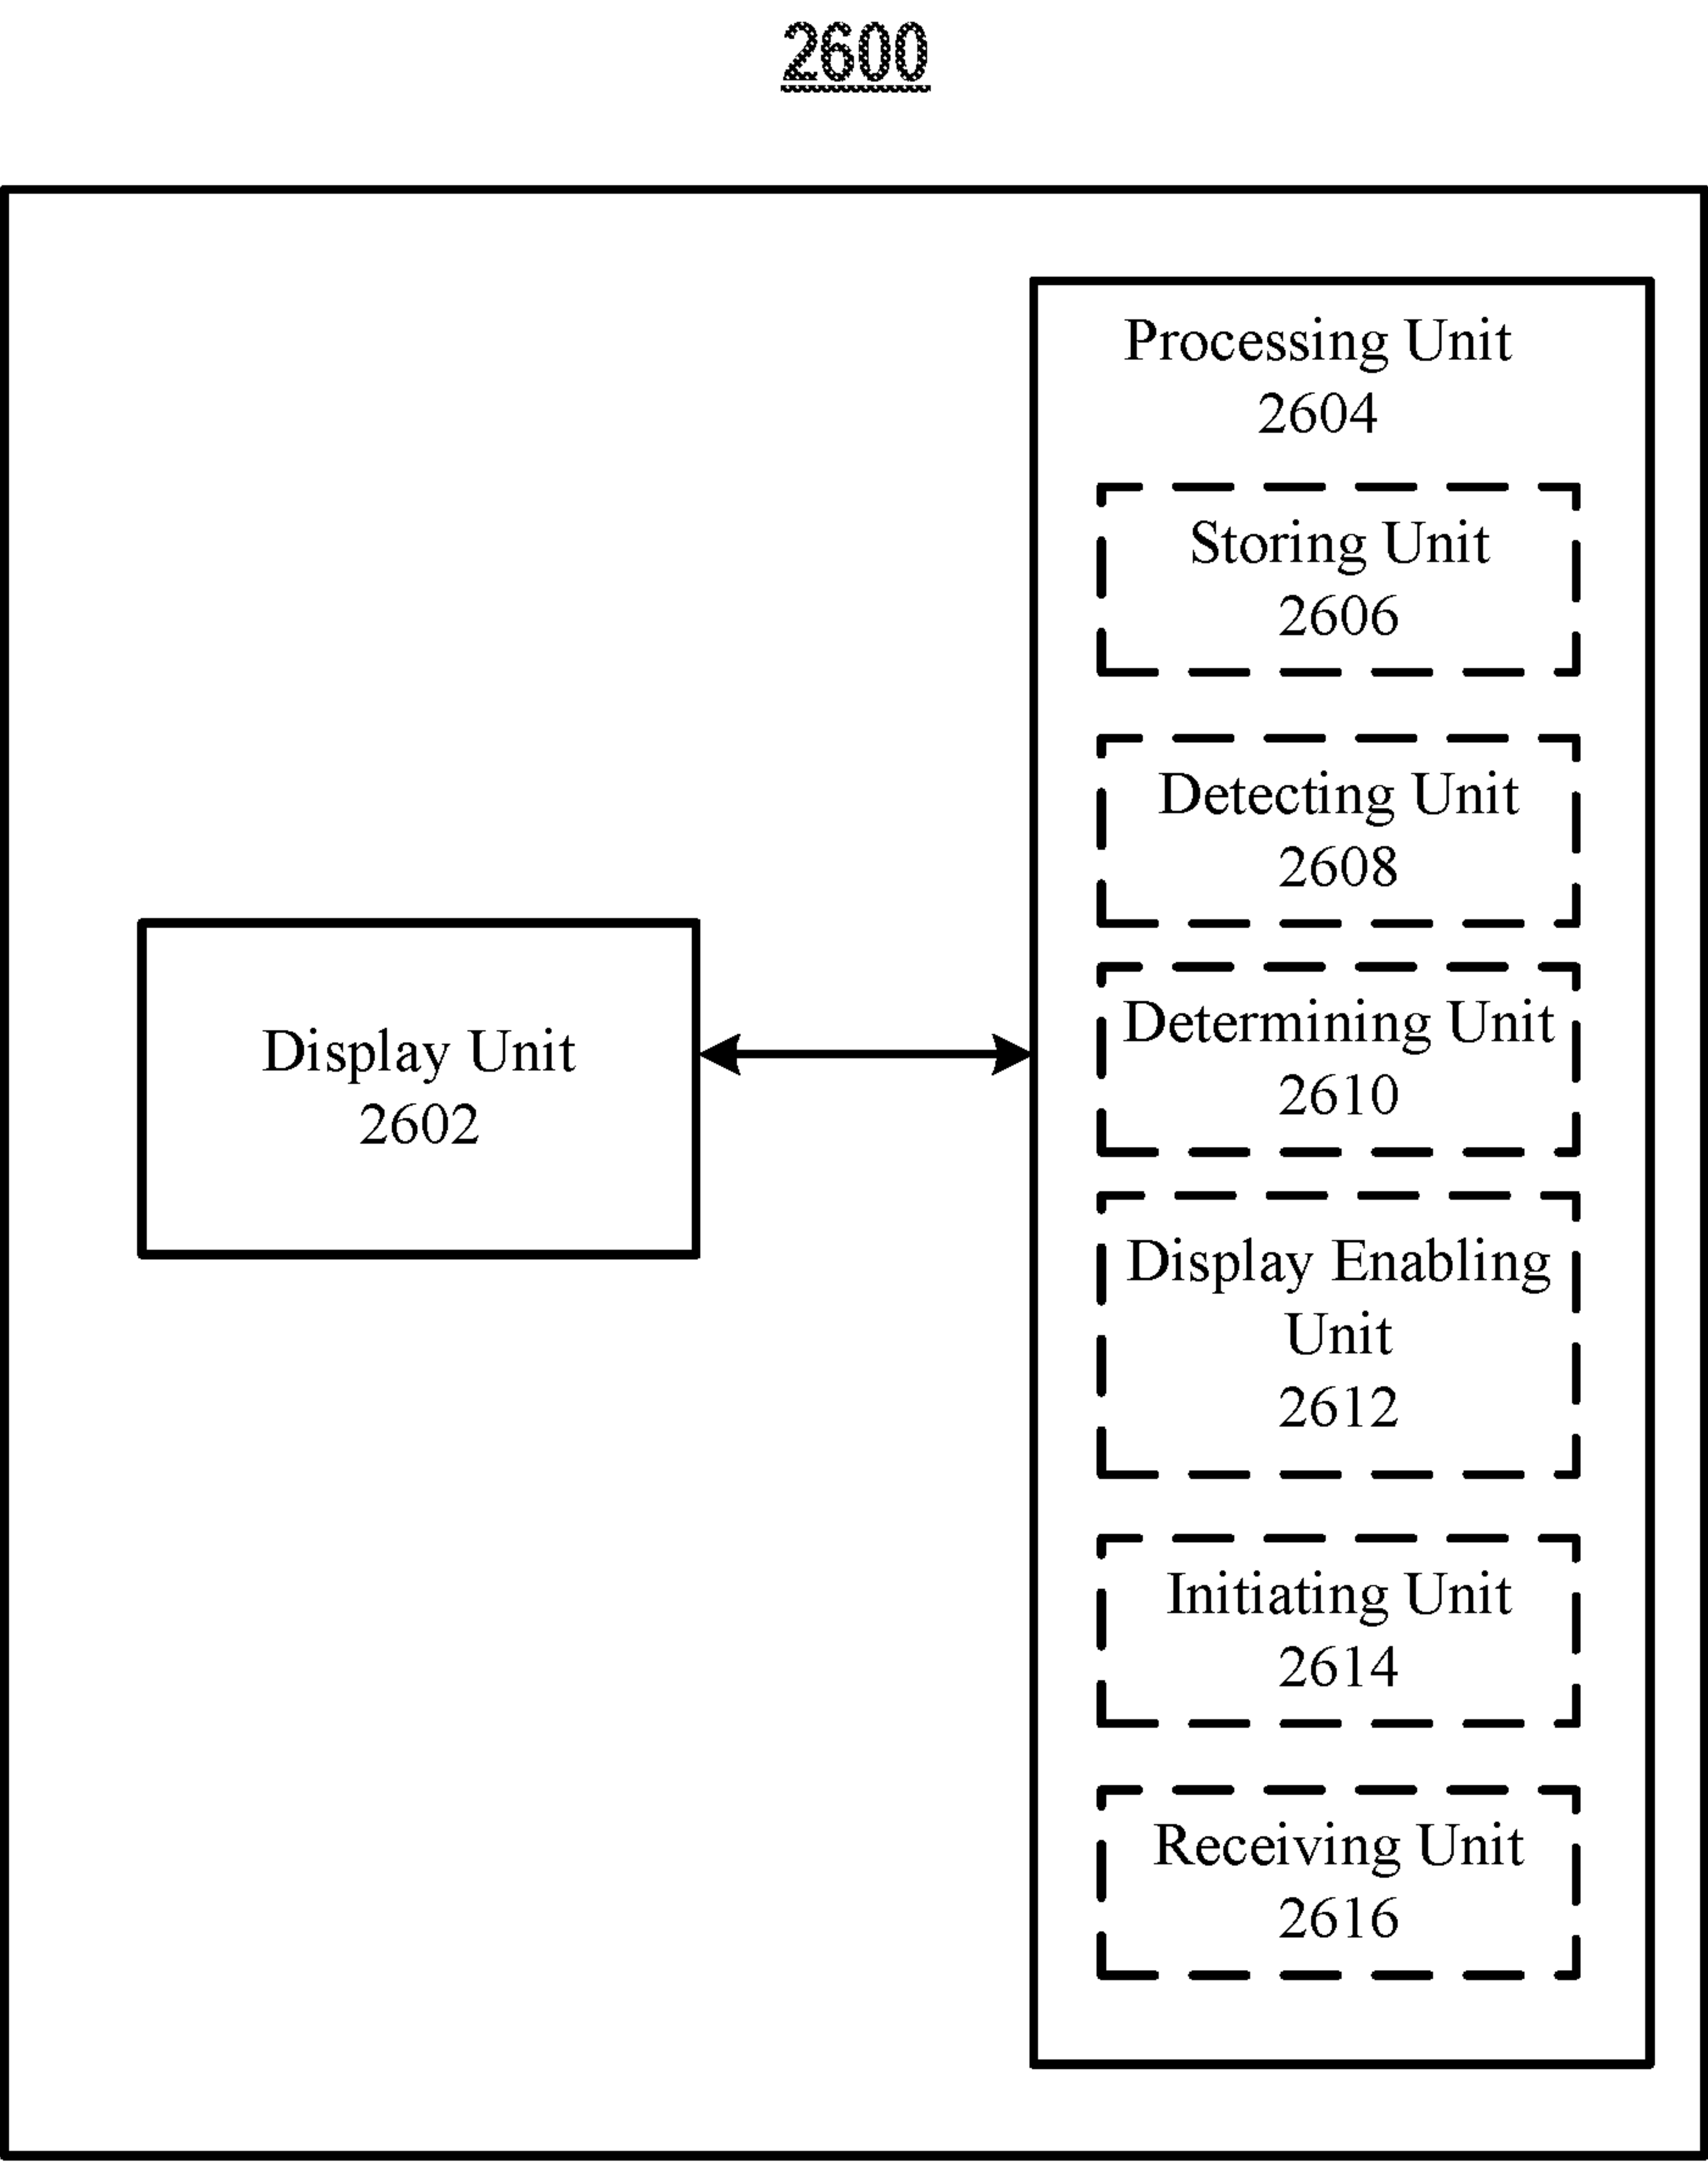 2600
Processing Unit
2604
Storing Unit
2606
Detecting Unit
2608
Determining Unit
2610
Display Enabling
Unit
2612
Initiating Unit
2614
Receiving Unit
2616
Display Unit
2602